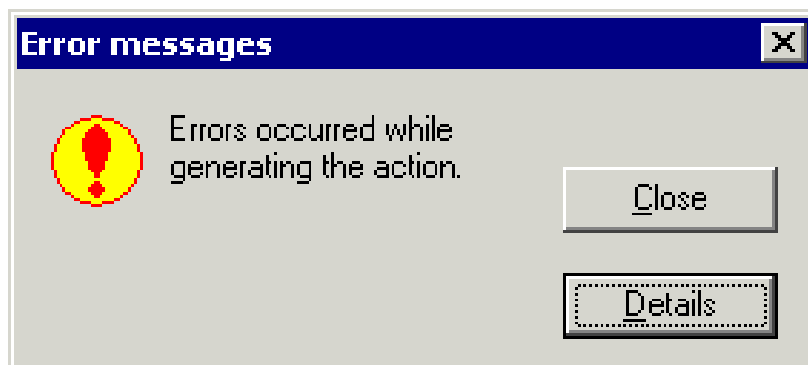 Error messages
Errors occurred while
generating the action.
Close
Details